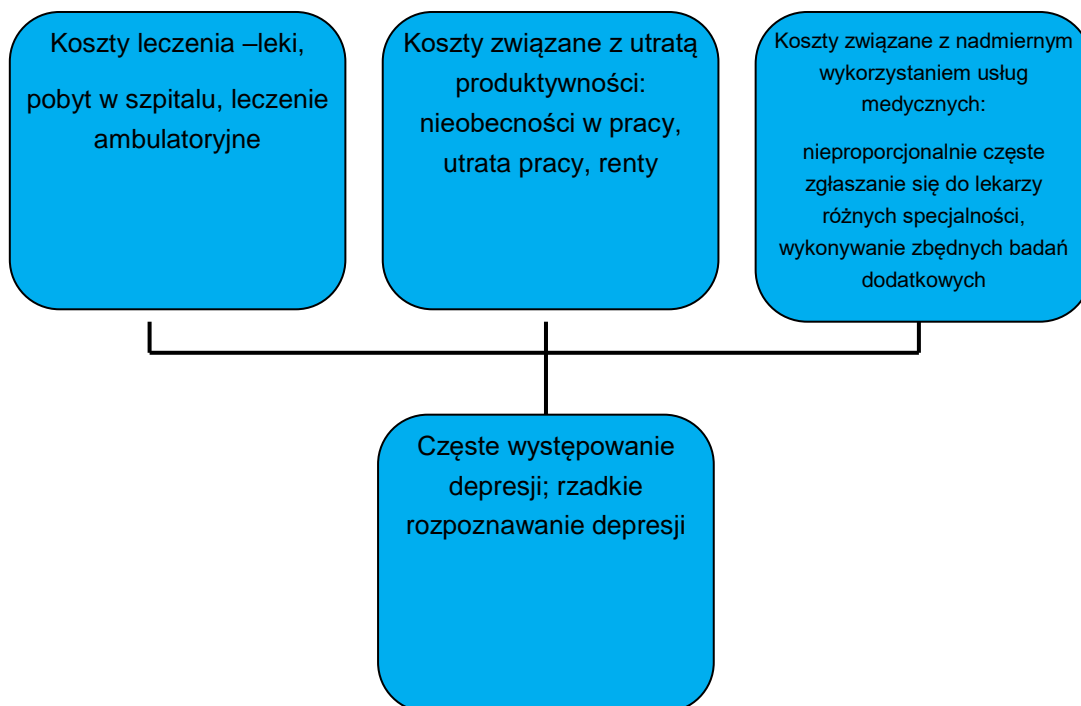 Koszty leczenia –leki,
pobyt w szpitalu, leczenie
ambulatoryjne
Koszty związane z utratą
produktywności:
nieobecności w pracy,
utrata pracy, renty
Koszty związane z nadmiernym
wykorzystaniem usług
medycznych:
nieproporcjonalnie częste
zgłaszanie się do lekarzy
różnych specjalności,
wykonywanie zbędnych badań
dodatkowych
Częste występowanie
depresji; rzadkie
rozpoznawanie depresji